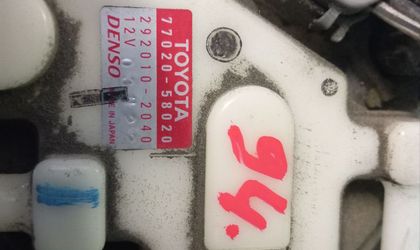 TOYOTA
77020-58020
292010-2040
12V
DENSO
MADE IN JAPAN
94.